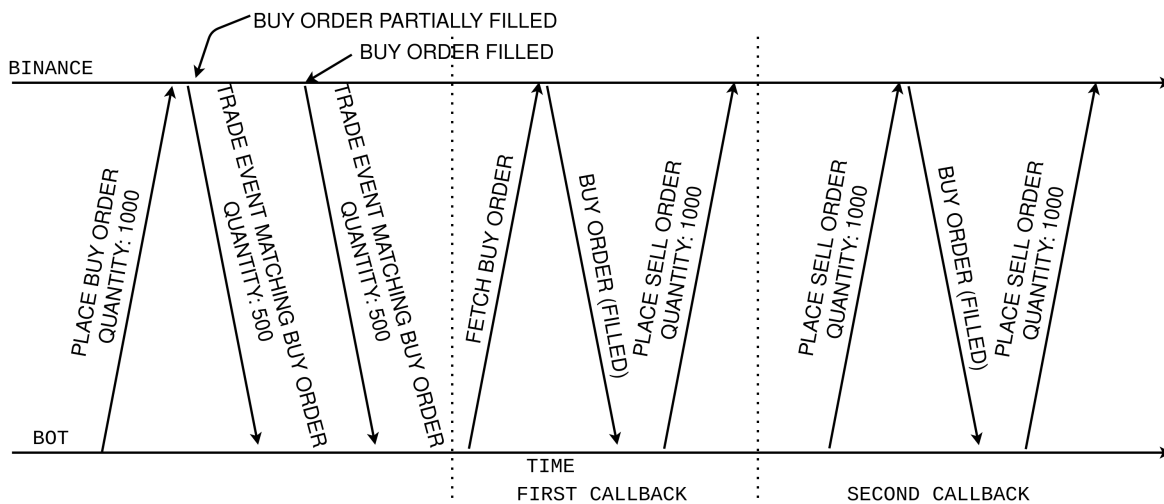 BUY ORDER PARTIALLY FILLED
BUY ORDER FILLED
BINANCE
PLACE BUY ORDER
QUANTITY: 1000
TRADE EVENT MATCHING BUY ORDER
QUANTITY: 500
TRADE EVENT MATCHING BUY ORDER
QUANTITY: 500
FETCH BUY ORDER
BUY ORDER (FILLED)
PLACE SELL ORDER
QUANTITY: 1000
PLACE SELL ORDER
QUANTITY: 1000
BUY ORDER (FILLED)
PLACE SELL ORDER
QUANTITY: 1000
BOT
TIME
FIRST CALLBACK
SECOND CALLBACK